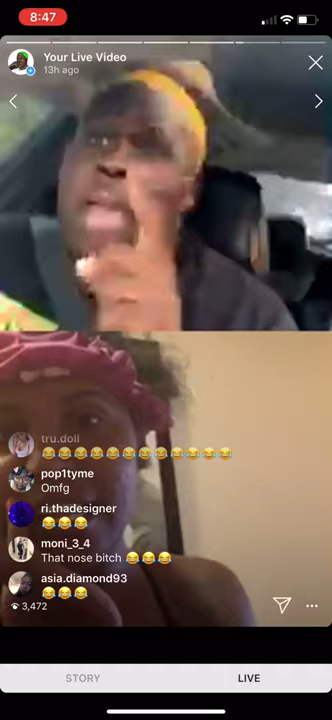 8:47
Your Live Video
13h ago
tru.doll
😂😂😂😂😂😂😂😂😂😂😂😂
pop1tyme
Omfg
ri.thadesigner
😂😂😂
moni_3_4
That nose bitch 😂😂😂
asia.diamond93
😂😂😂
3,472
STORY LIVE